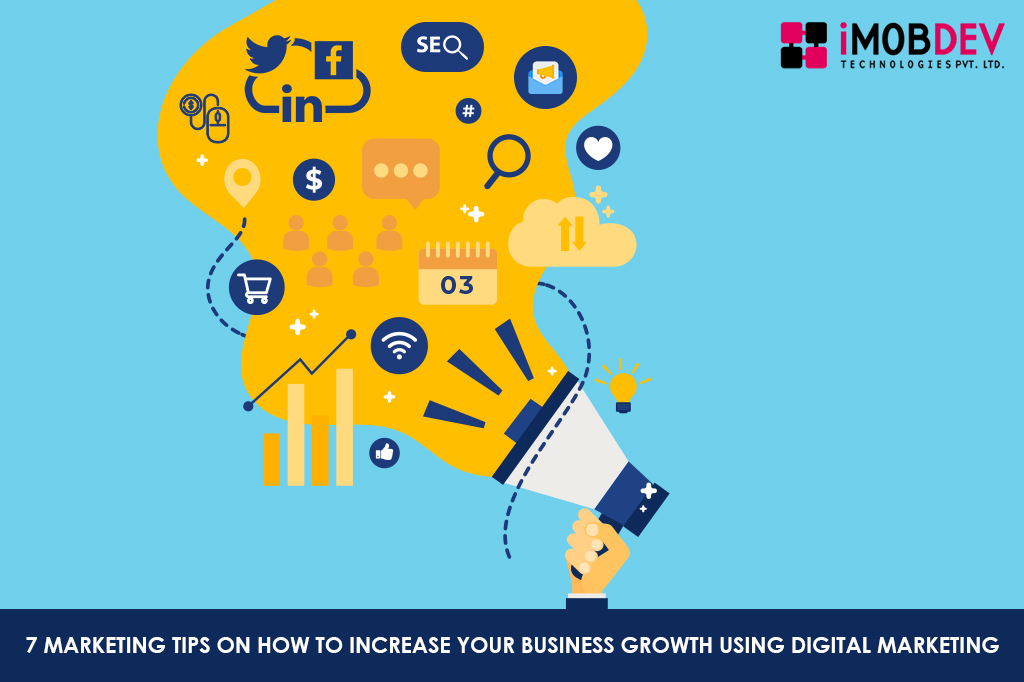 iMOBDEV
TECHNOLOGIES PVT. LTD.
SEO
f
in
#
$
$
03
7 MARKETING TIPS ON HOW TO INCREASE YOUR BUSINESS GROWTH USING DIGITAL MARKETING